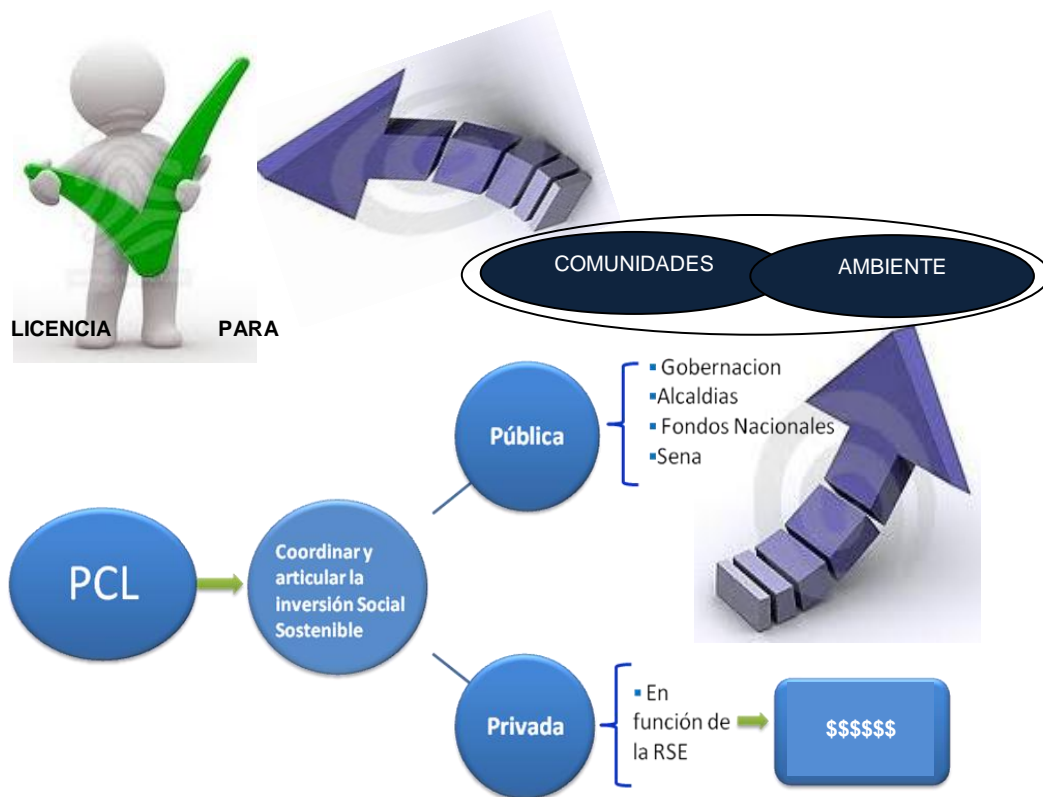 COMUNIDADES
AMBIENTE
LICENCIA PARA
Gobernacion
Alcaldias
Fondos Nacionales
Sena
Pública
PCL
Coordinar y
articular la
inversión Social
Sostenible
Privada
En
función de
la RSE
$$$$$$